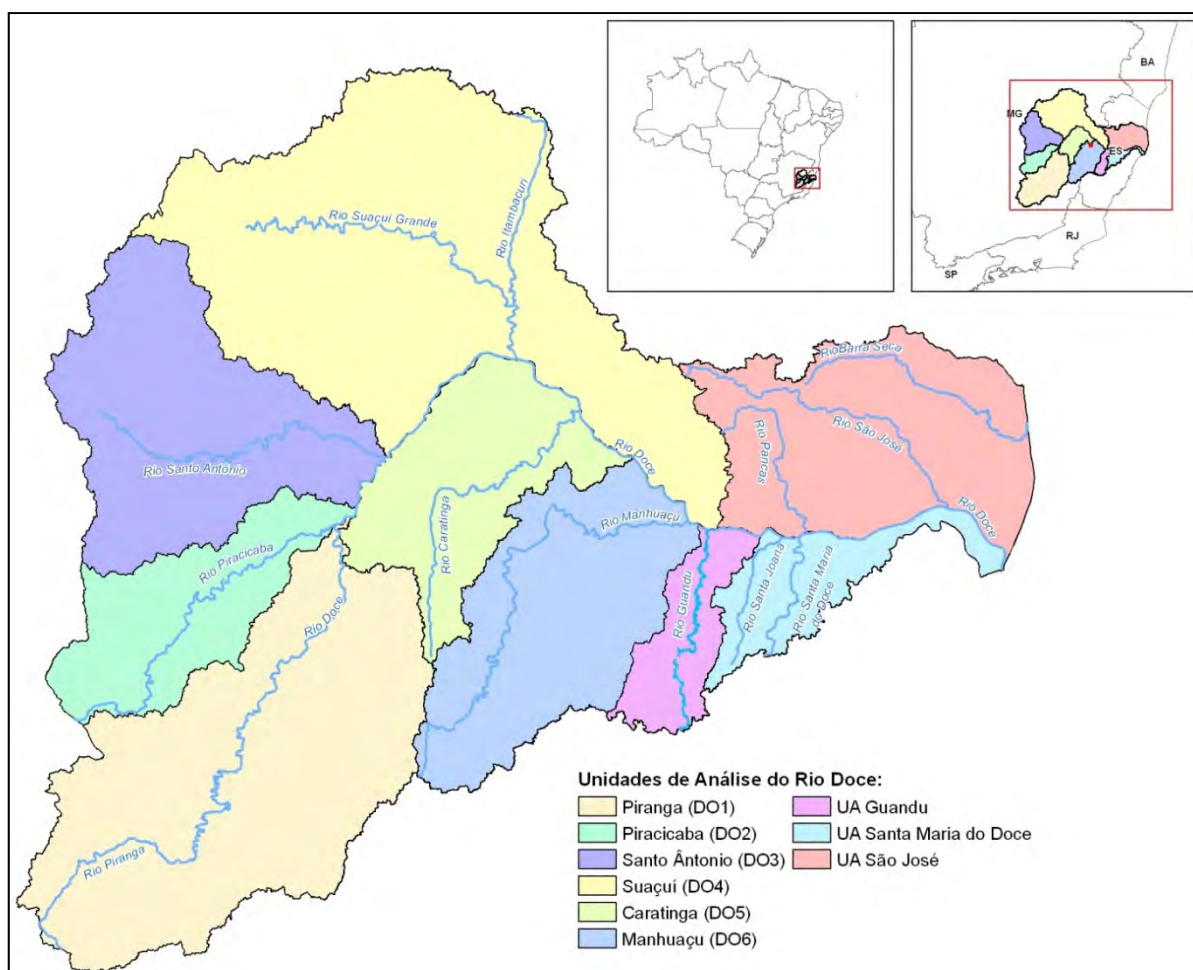 BA
MG
ES
RJ
SP
Rio Itambacuri
Rio Suaçuí Grande
Rio Barra Seca
Rio São José
Rio Pancas
Rio Doce
Rio Doce
Rio Santo Antônio
Rio Manhuaçu
Rio Caratinga
Rio Piracicaba
Rio Doce
Rio Guandu
Rio Santa Joana
Rio Santa Maria
do Doce
Rio Piranga
Unidades de Análise do Rio Doce:
Piranga (DO1)
Piracicaba (DO2)
Santo Ântonio (DO3)
Suaçuí (DO4)
Caratinga (DO5)
Manhuaçu (DO6)
UA Guandu
UA Santa Maria do Doce
UA São José